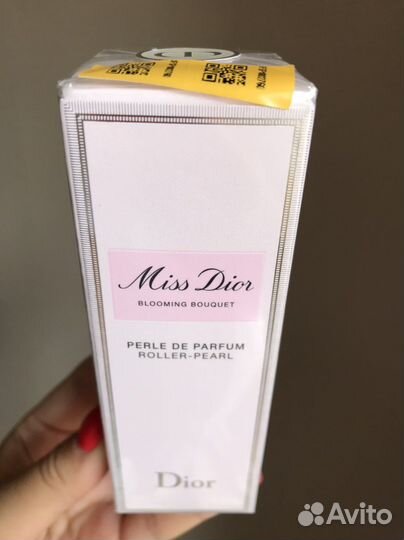 Miss Dior
BLOOMING BOUQUET
PERLE DE PARFUM
ROLLER-PEARL
Dior
Avito